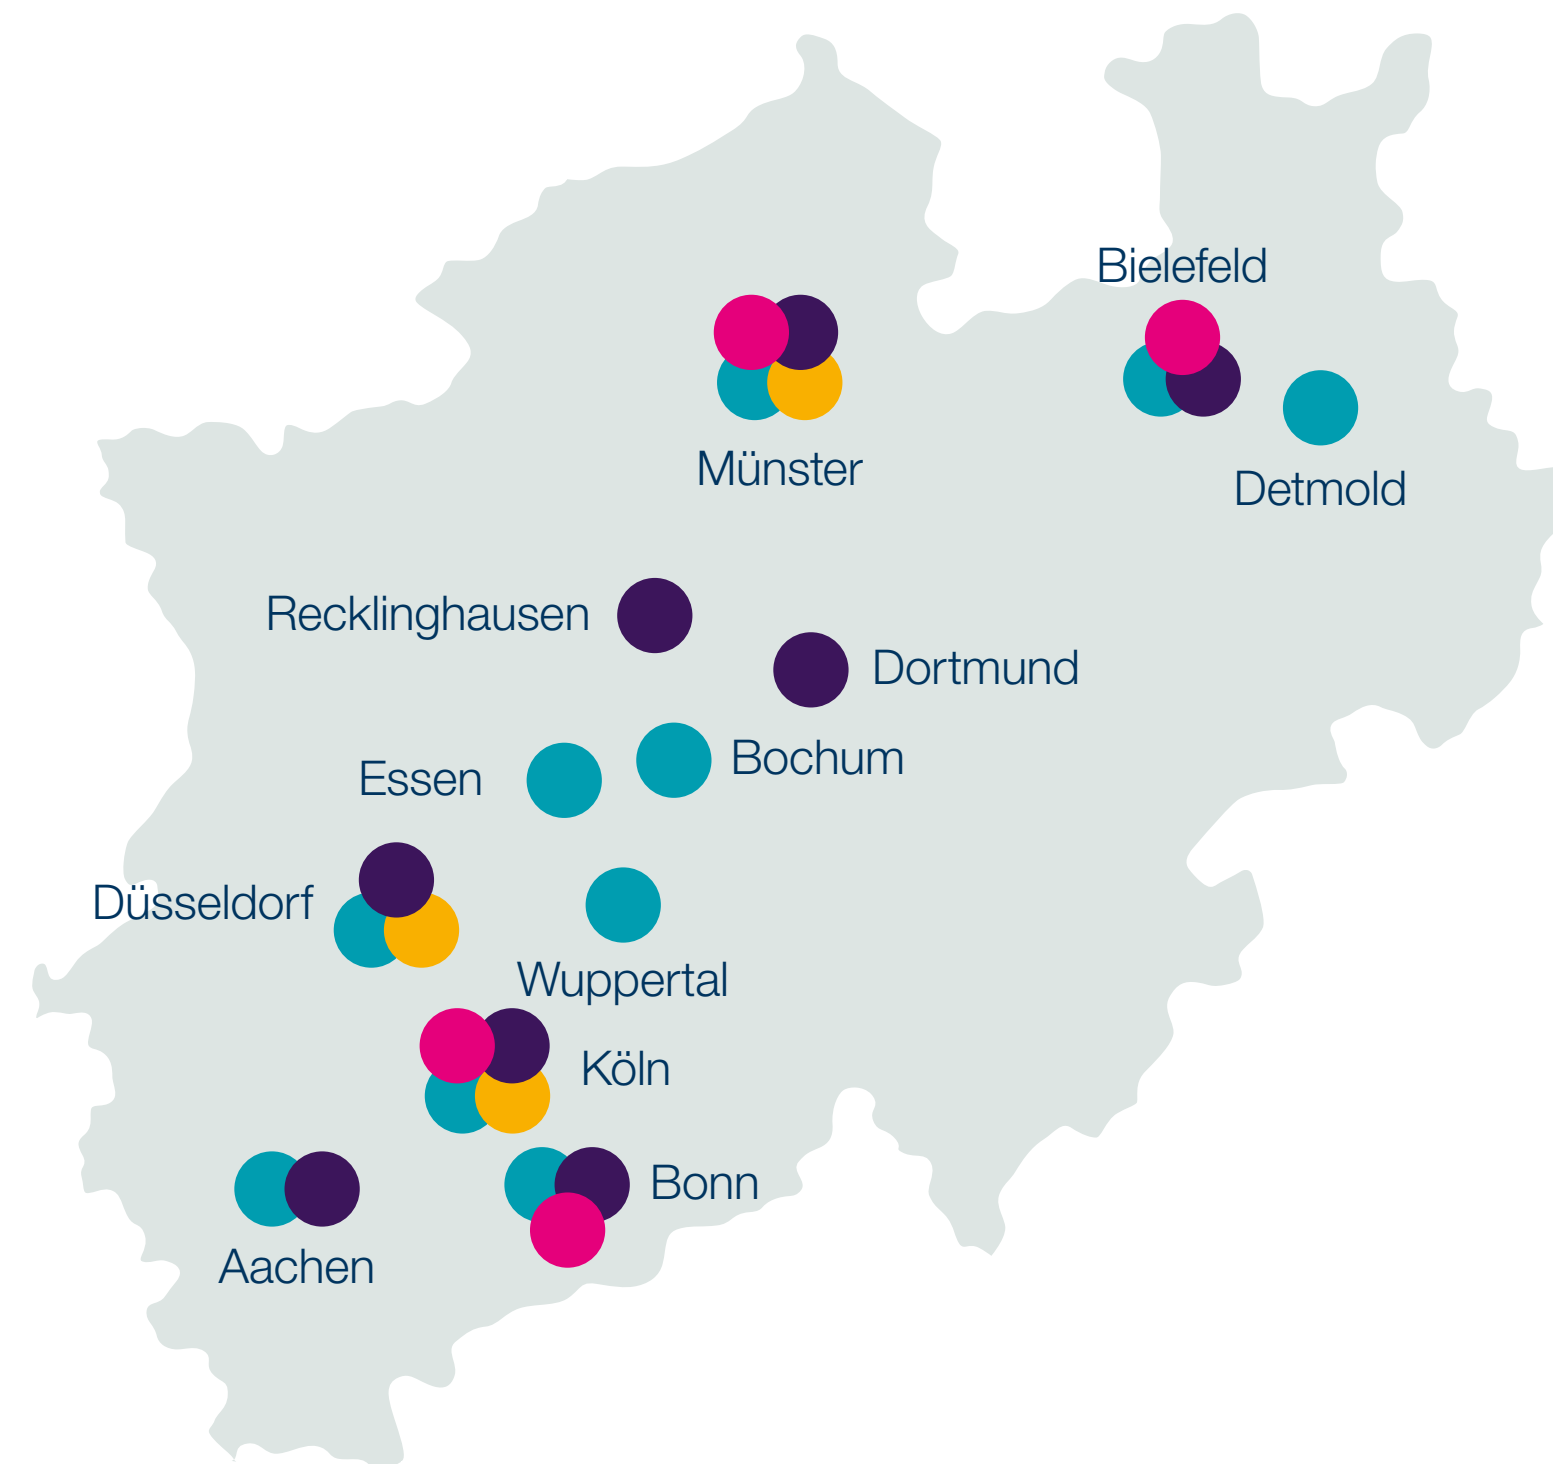 Bielefeld
Münster
Detmold
Recklinghausen
Dortmund
Bochum
Essen
Düsseldorf
Wuppertal
Köln
Bonn
Aachen